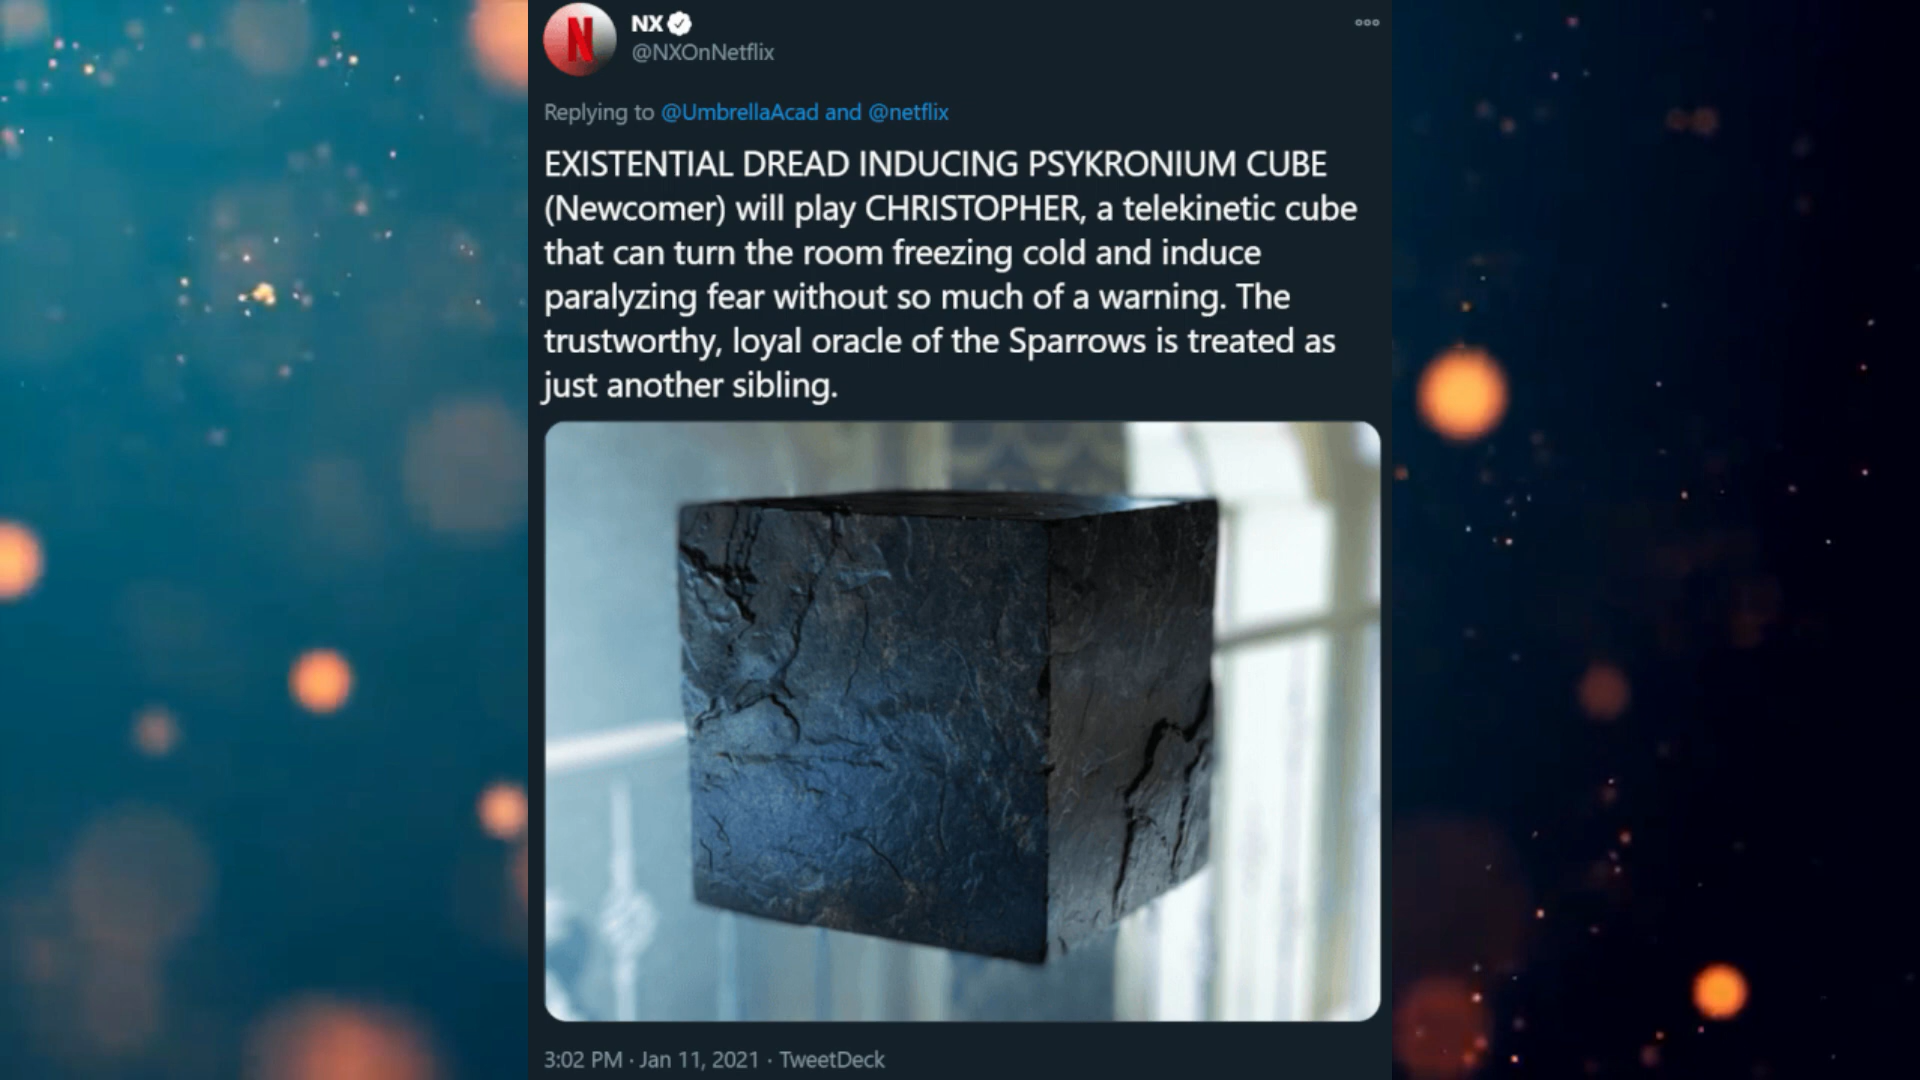 NX
@NXOnNetflix
Replying to @UmbrellaAcad and @netflix
EXISTENTIAL DREAD INDUCING PSYKRONIUM CUBE
(Newcomer) will play CHRISTOPHER, a telekinetic cube
that can turn the room freezing cold and induce
paralyzing fear without so much of a warning. The
trustworthy, loyal oracle of the Sparrows is treated as
just another sibling.
3:02 PM · Jan 11, 2021 · TweetDeck